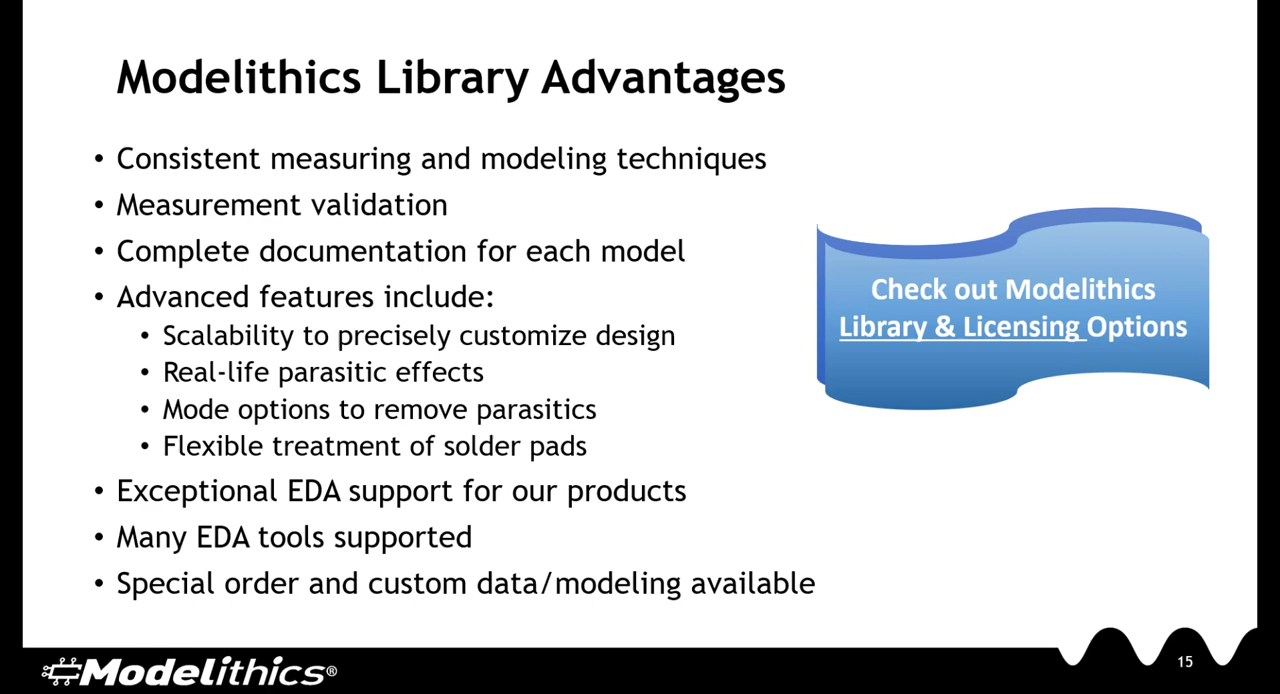 Modelithics Library Advantages
• Consistent measuring and modeling techniques
• Measurement validation
• Complete documentation for each model
• Advanced features include:
• Scalability to precisely customize design
• Real-life parasitic effects
• Mode options to remove parasitics
• Flexible treatment of solder pads
• Exceptional EDA support for our products
• Many EDA tools supported
• Special order and custom data/modeling available
Check out Modelithics
Library & Licensing Options
Modelithics®
15